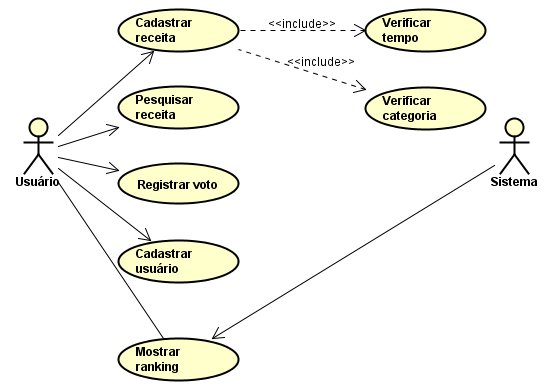 Cadastrar
receita
<<include>>
Verificar
tempo
<<include>>
Pesquisar
receita
Verificar
categoria
Usuário
Registrar voto
Sistema
Cadastrar
usuário
Mostrar
ranking